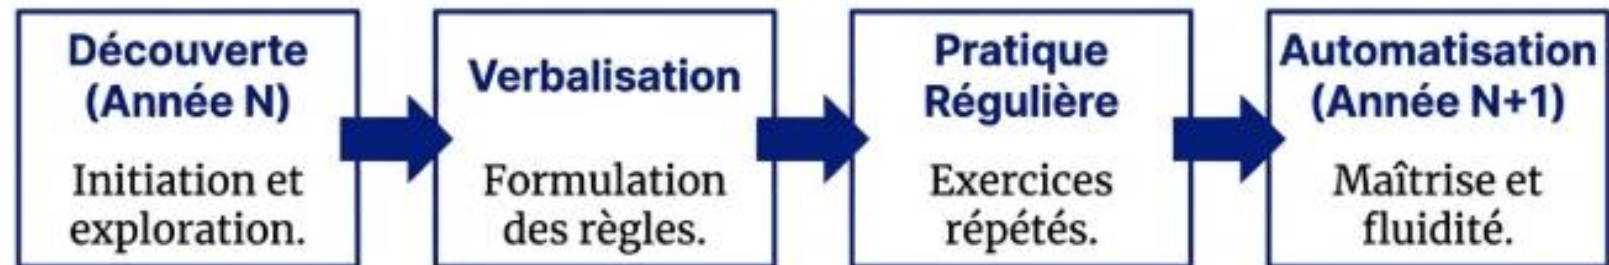 Découverte
(Année N)
Initiation et
exploration.
Verbalisation
Formulation
des règles.
Pratique
Régulière
Exercices
répétés.
Automatisation
(Année N+1)
Maîtrise et
fluidité.